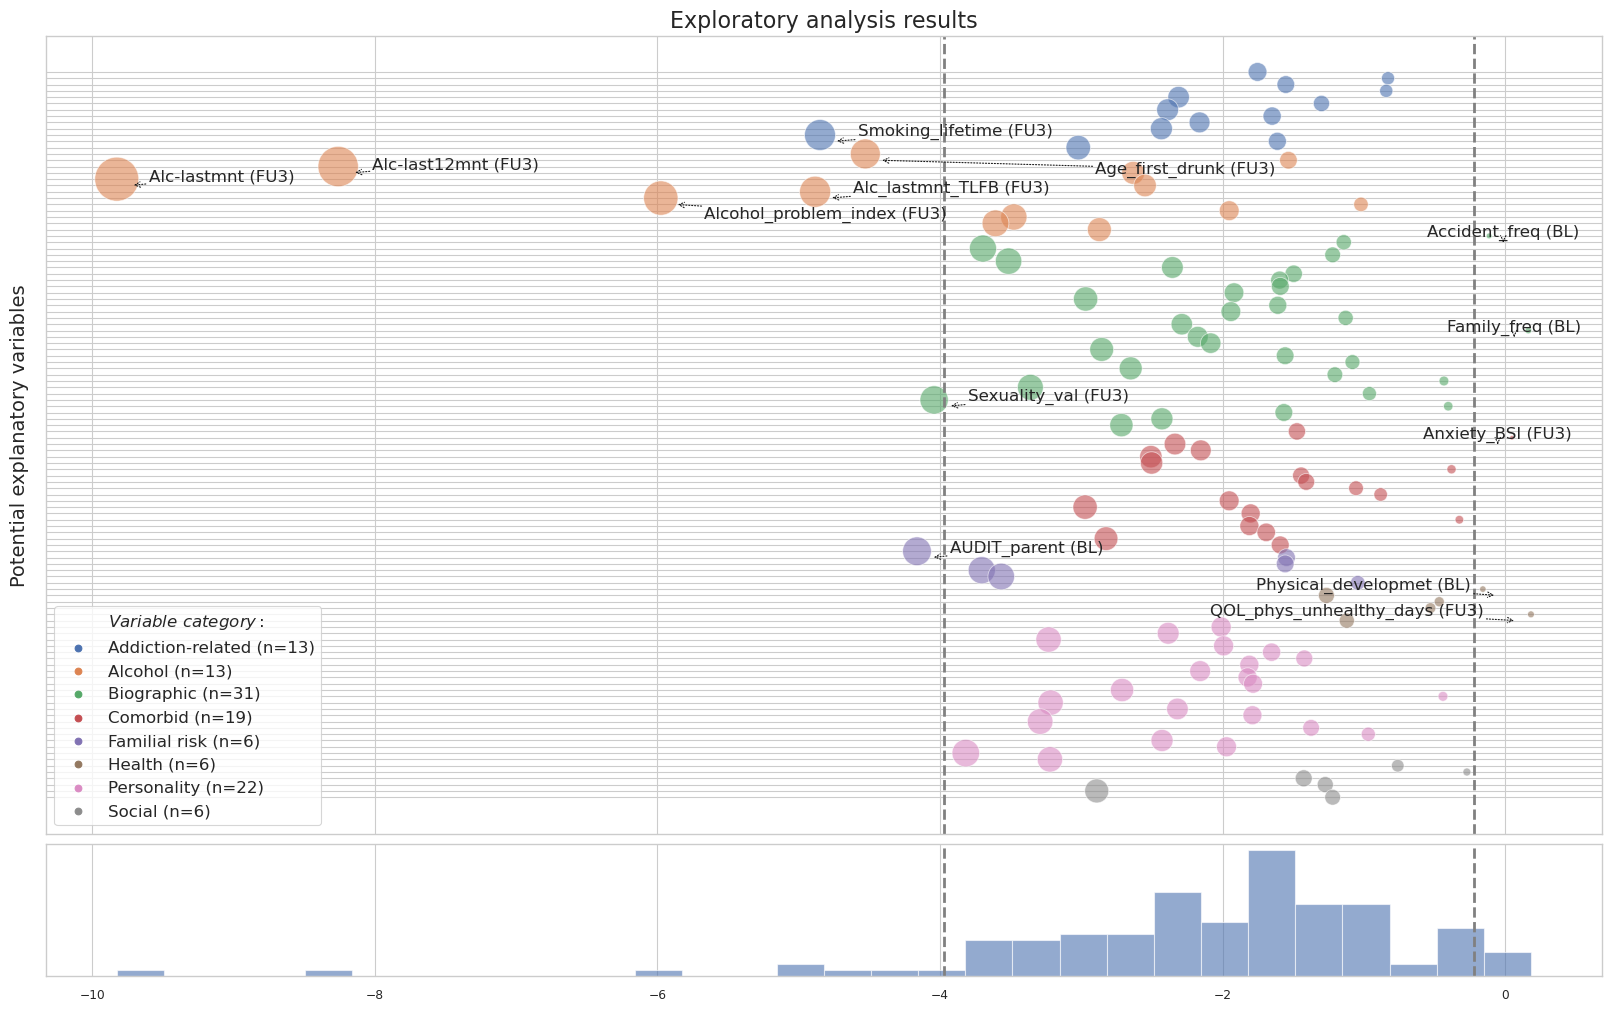 Exploratory analysis results
Smoking_lifetime (FU3)
Alc-last12mnt (FU3)
Age_first_drunk (FU3)
Alc-lastmnt (FU3)
Alc_lastmnt_TLFB (FU3)
Alcohol_problem_index (FU3)
Accident_freq (BL)
Family_freq (BL)
Sexuality_val (FU3)
Anxiety_BSI (FU3)
AUDIT_parent (BL)
Physical_developmet (BL)
QOL_phys_unhealthy_days (FU3)
Potential explanatory variables
Variable category:
Addiction-related (n=13)
Alcohol (n=13)
Biographic (n=31)
Comorbid (n=19)
Familial risk (n=6)
Health (n=6)
Personality (n=22)
Social (n=6)
−10 −8 −6 −4 −2 0